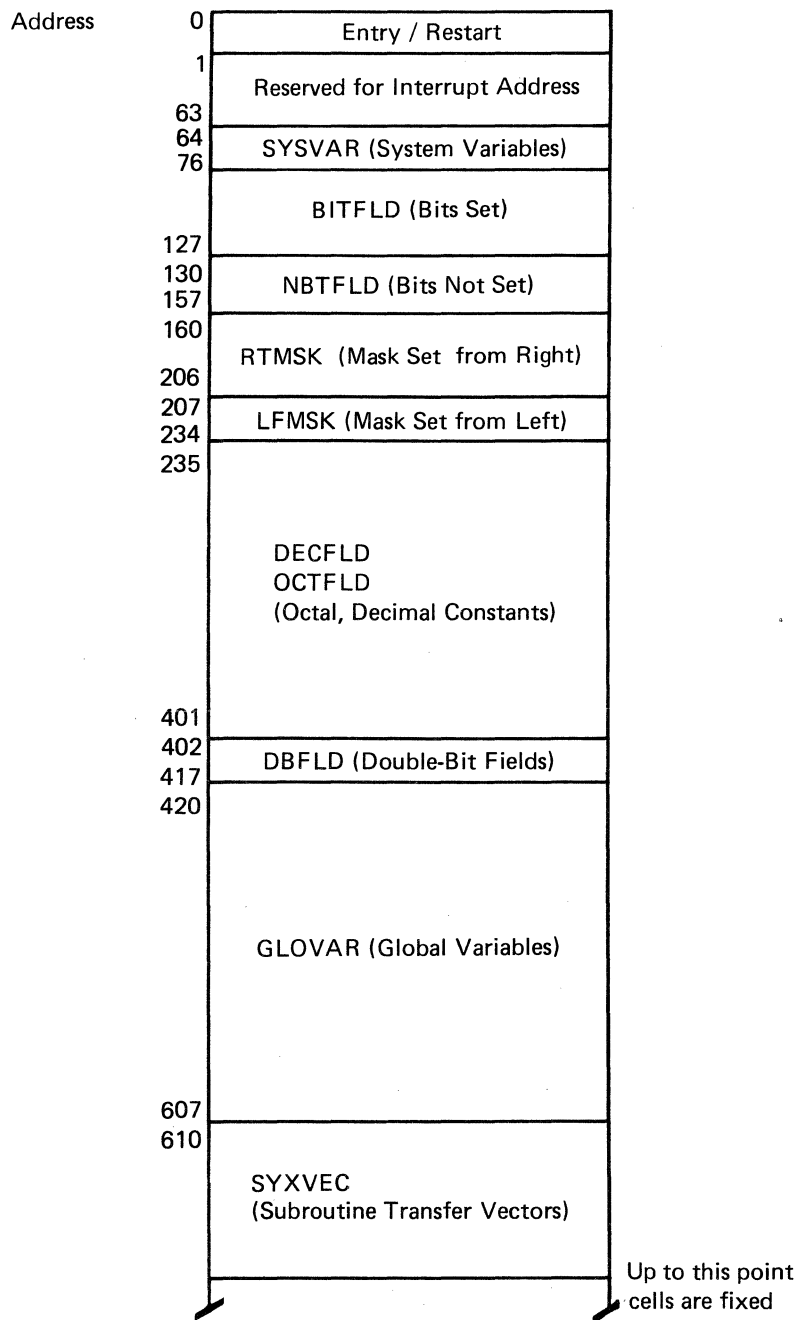 Address
0
Entry / Restart
1
Reserved for Interrupt Address
63
64
SYSVAR (System Variables)
76
BITFLD (Bits Set)
127
130
NBTFLD (Bits Not Set)
157
160
RTMSK (Mask Set from Right)
206
207
LFMSK (Mask Set from Left)
234
235
DECFLD
OCTFLD
(Octal, Decimal Constants)
401
402
DBFLD (Double-Bit Fields)
417
420
GLOVAR (Global Variables)
607
610
SYXVEC
(Subroutine Transfer Vectors)
Up to this point
cells are fixed